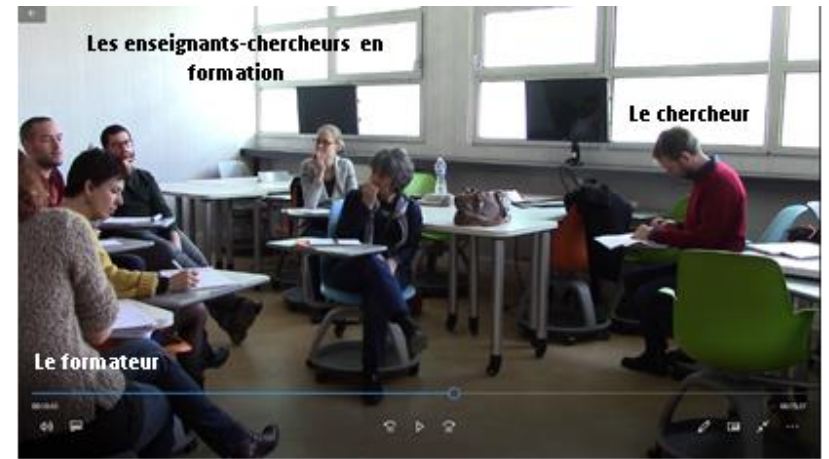 Les enseignants-chercheurs en
formation
Le chercheur
Le formateur